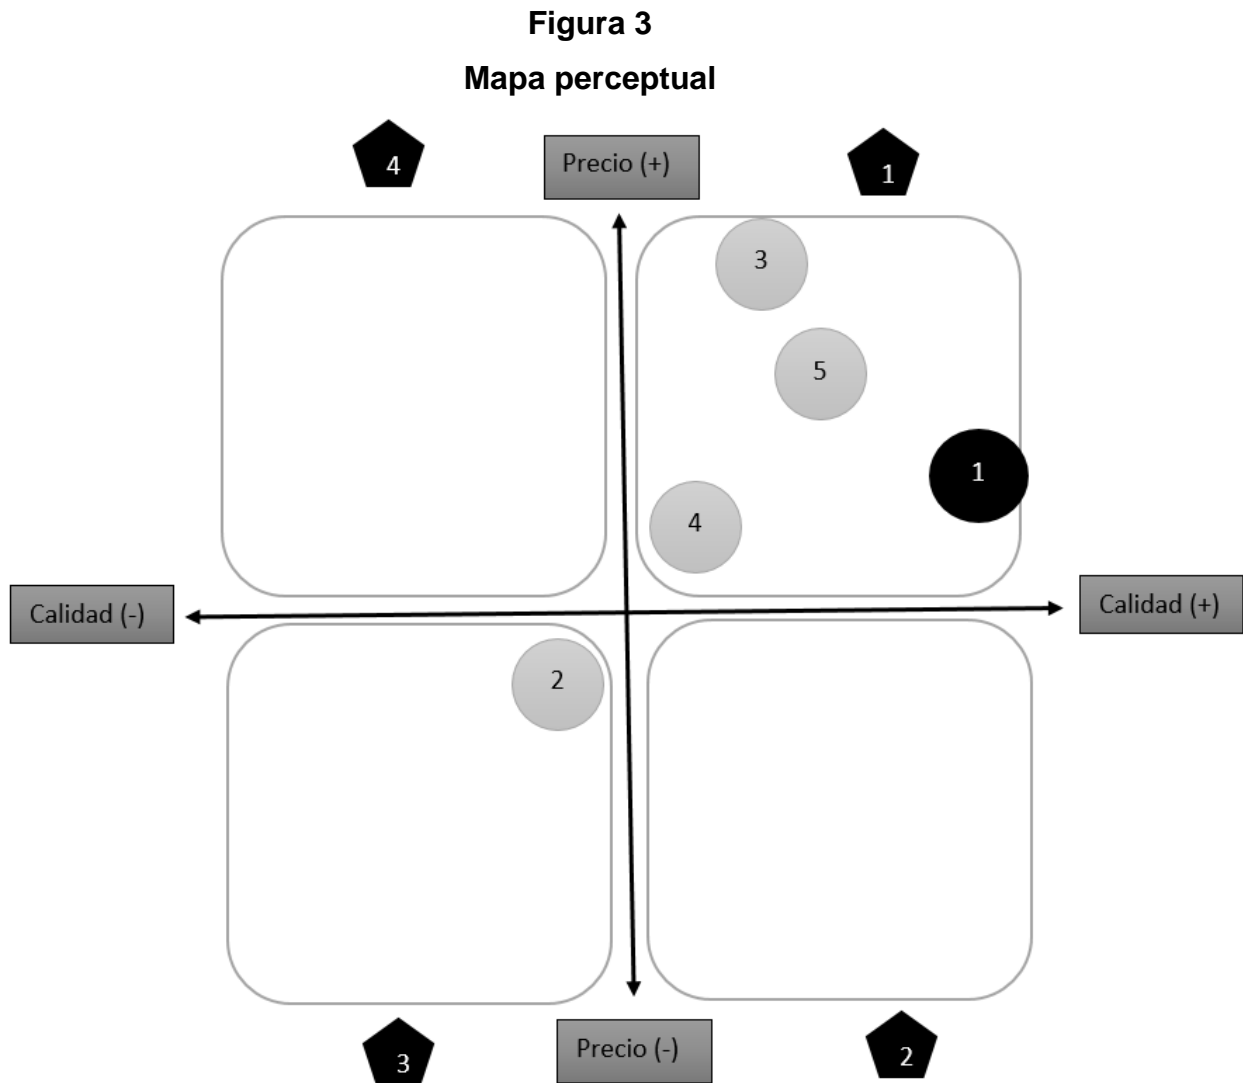 Figura 3
Mapa perceptual
4
Precio (+)
1
3
5
1
4
Calidad (-)
Calidad (+)
2
3
Precio (-)
2